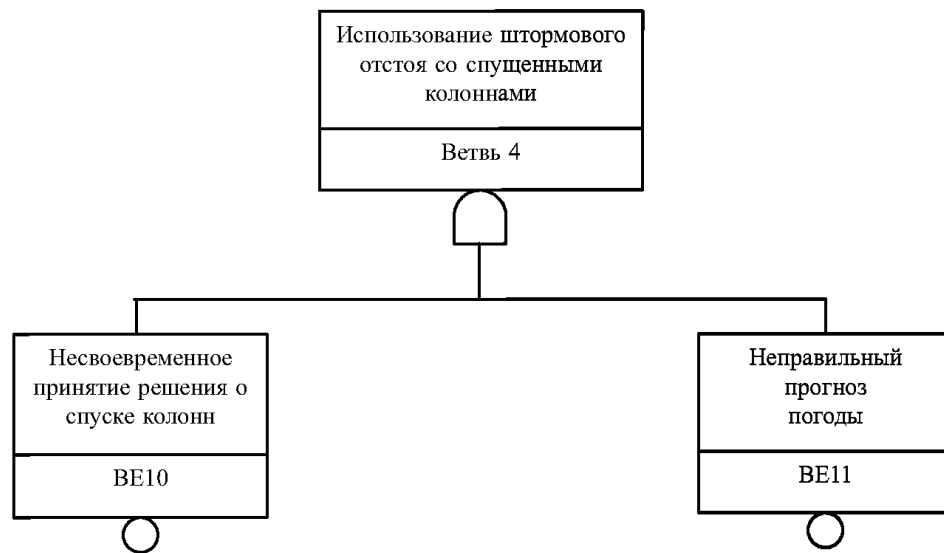 Использование штормового
отстоя со спущенными
колоннами
Ветвь 4
Несвоевременное
принятие решения о
спуске колонн
BE10
Неправильный
прогноз
погоды
BE11